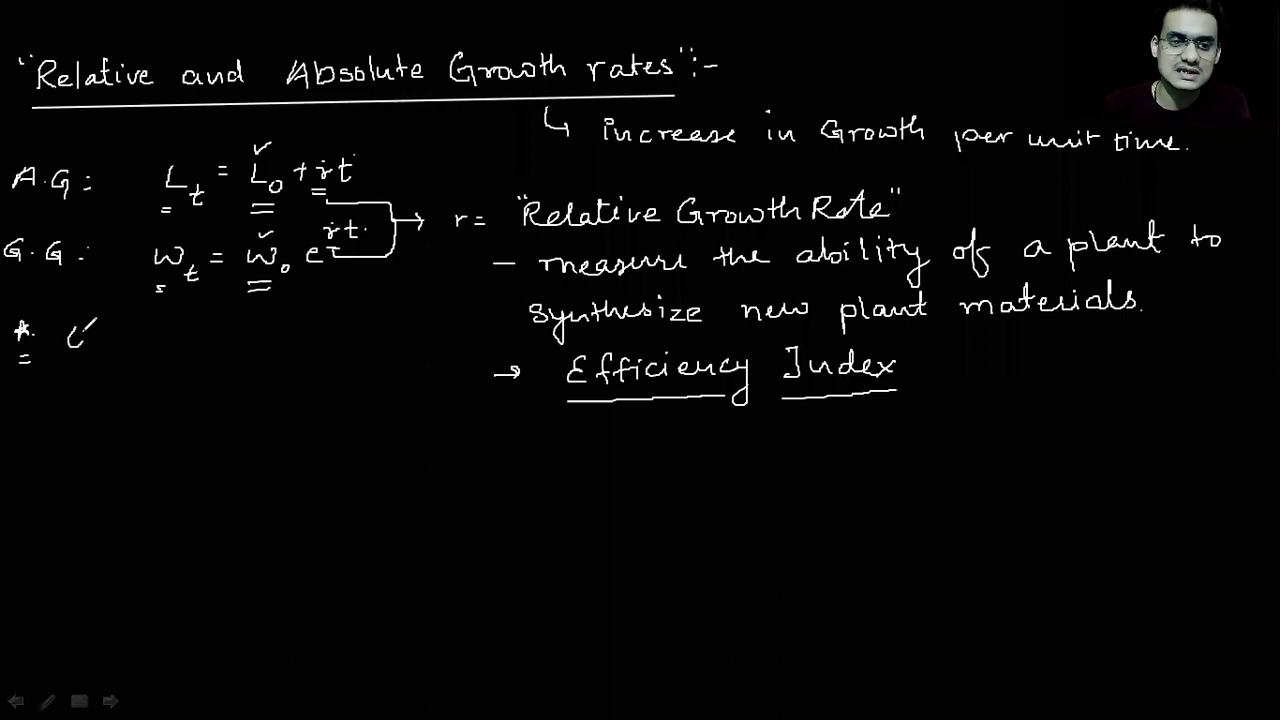 "Relative and Absolute Growth rates":-
↳ increase in Growth per unit time.
A.G: Lt = L0 + rt
G.G: Wt = W0 e^rt.
→ r = "Relative Growth Rate"
– measure the ability of a plant to
synthesize new plant materials.
→ Efficiency Index
*